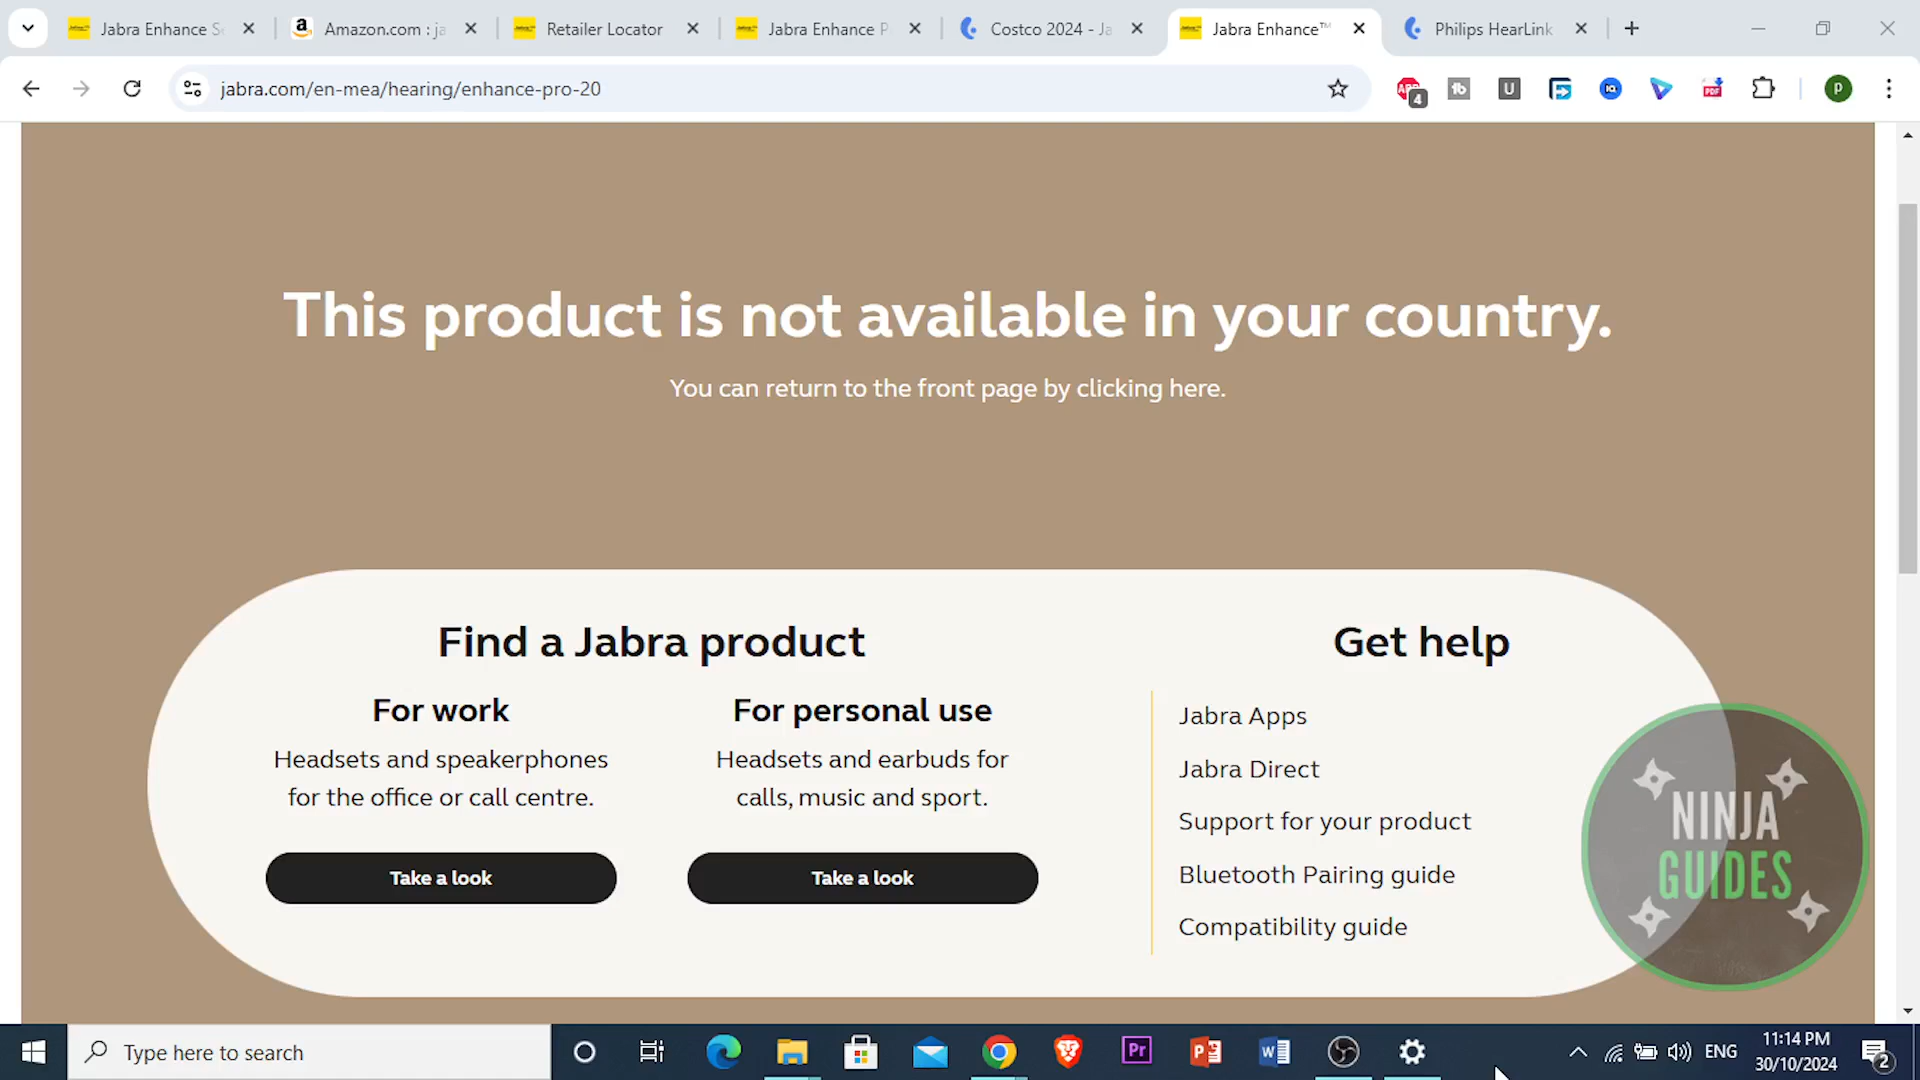 Jabra Enhance S
Amazon.com : ja
Retailer Locator
Jabra Enhance P
Costco 2024 - Ja
Jabra Enhance™
Philips HearLink
jabra.com/en-mea/hearing/enhance-pro-20
4
U
PDF
P
This product is not available in your country.
You can return to the front page by clicking here.
Find a Jabra product
For work
Headsets and speakerphones
for the office or call centre.
Take a look
For personal use
Headsets and earbuds for
calls, music and sport.
Take a look
Get help
Jabra Apps
Jabra Direct
Support for your product
Bluetooth Pairing guide
Compatibility guide
NINJA
GUIDES
Type here to search
Pr
ENG
11:14 PM
30/10/2024
2